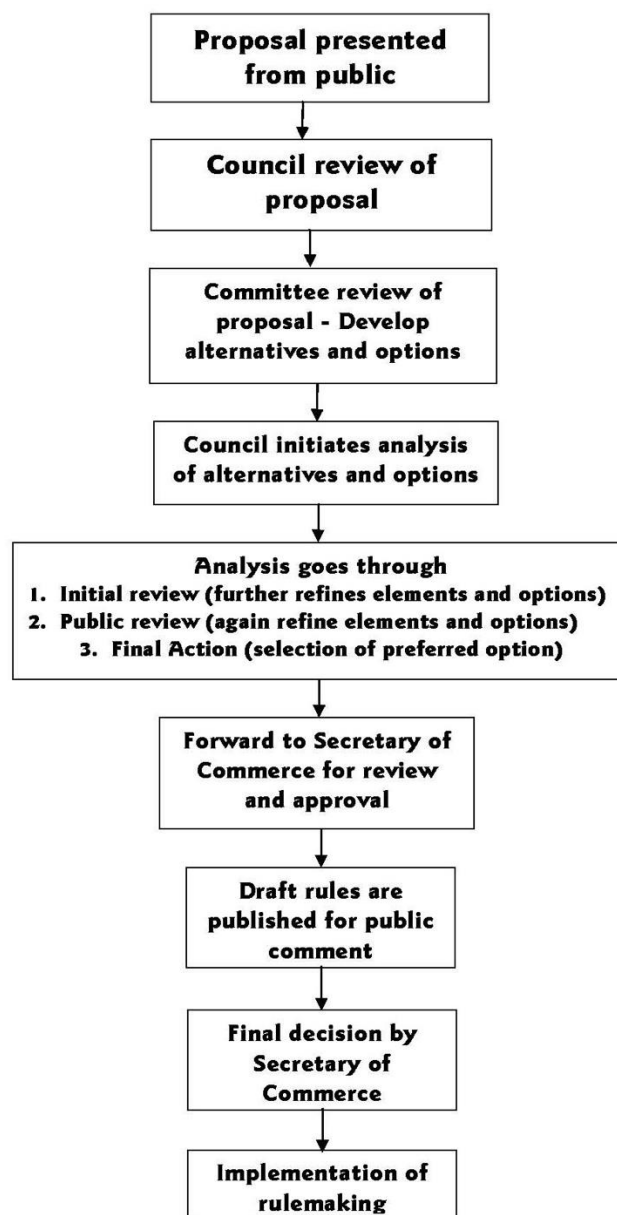 Proposal presented
from public
Council review of
proposal
Committee review of
proposal - Develop
alternatives and options
Council initiates analysis
of alternatives and options
Analysis goes through
1. Initial review (further refines elements and options)
2. Public review (again refine elements and options)
3. Final Action (selection of preferred option)
Forward to Secretary of
Commerce for review
and approval
Draft rules are
published for public
comment
Final decision by
Secretary of
Commerce
Implementation of
rulemaking